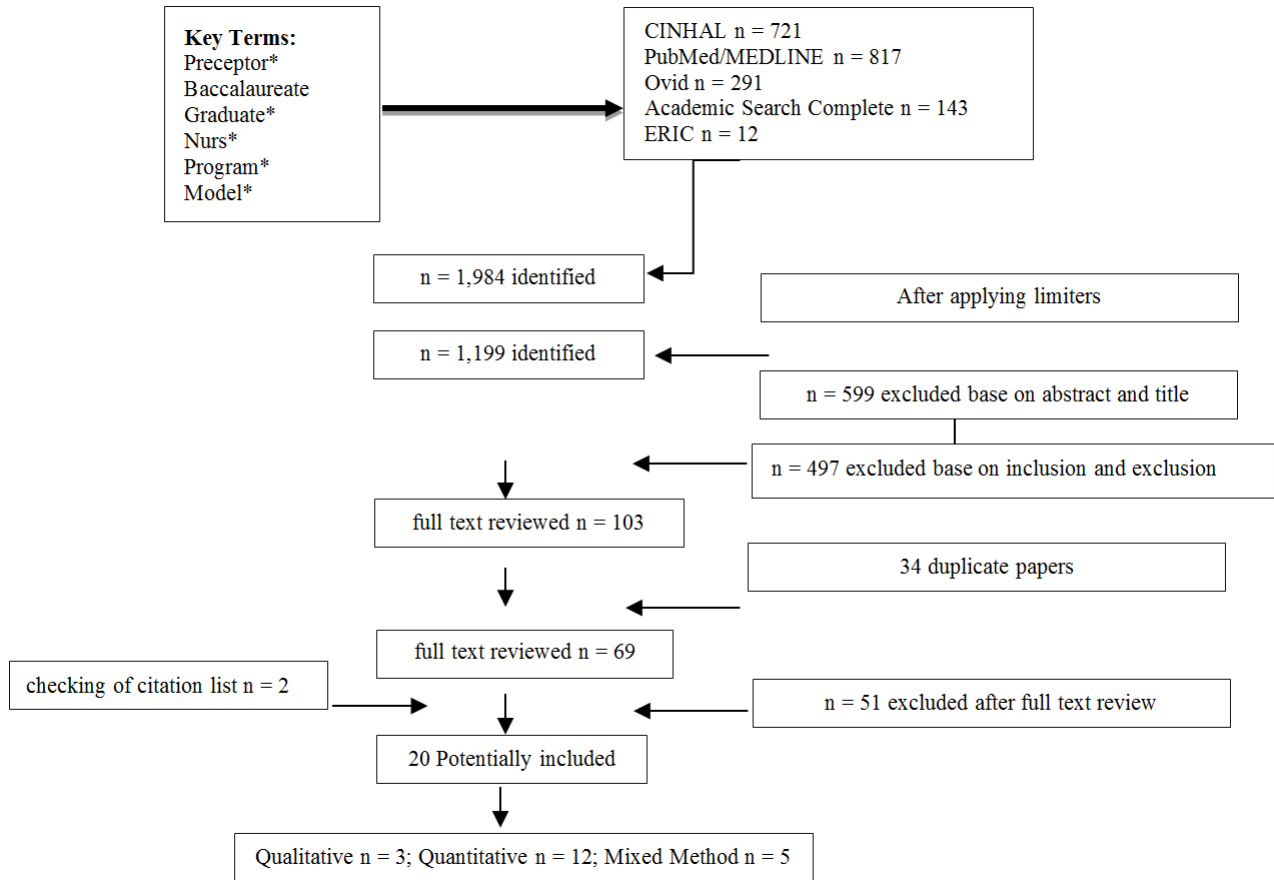 Key Terms:
Preceptor*
Baccalaureate
Graduate*
Nurs*
Program*
Model*
CINHAL n = 721
PubMed/MEDLINE n = 817
Ovid n = 291
Academic Search Complete n = 143
ERIC n = 12
n = 1,984 identified
After applying limiters
n = 1,199 identified
n = 599 excluded base on abstract and title
n = 497 excluded base on inclusion and exclusion
full text reviewed n = 103
34 duplicate papers
full text reviewed n = 69
checking of citation list n = 2
n = 51 excluded after full text review
20 Potentially included
Qualitative n = 3; Quantitative n = 12; Mixed Method n = 5